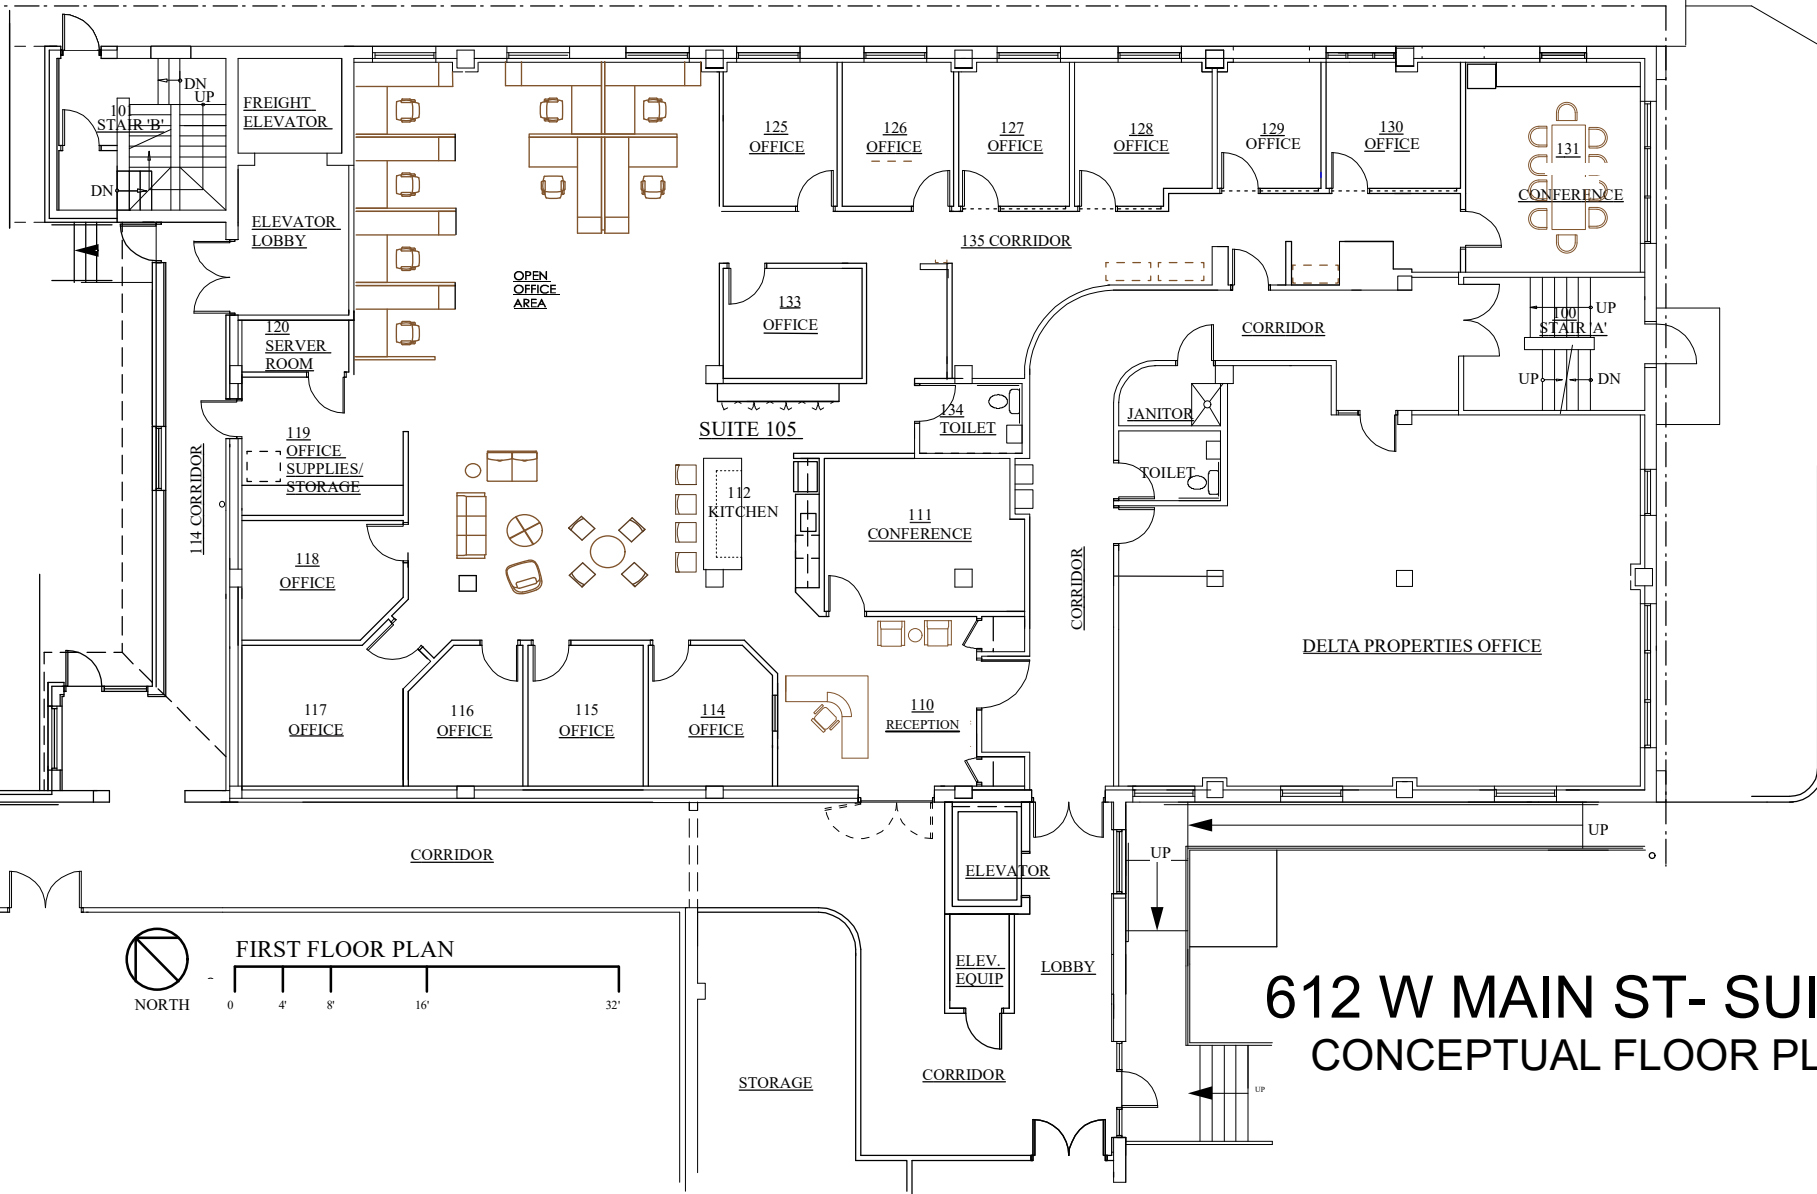 DN
UP
101
STAIR 'B'
DN
FREIGHT
ELEVATOR
ELEVATOR
LOBBY
OPEN
OFFICE
AREA
125
OFFICE
126
OFFICE
127
OFFICE
128
OFFICE
129
OFFICE
130
OFFICE
131
CONFERENCE
135 CORRIDOR
133
OFFICE
CORRIDOR
100
STAIR 'A'
UP
UP
DN
120
SERVER
ROOM
119
OFFICE
SUPPLIES/
STORAGE
114 CORRIDOR
SUITE 105
134
TOILET
JANITOR
TOILET
112
KITCHEN
111
CONFERENCE
118
OFFICE
CORRIDOR
DELTA PROPERTIES OFFICE
117
OFFICE
116
OFFICE
115
OFFICE
114
OFFICE
110
RECEPTION
CORRIDOR
ELEVATOR
UP
UP
ELEV.
EQUIP
LOBBY
STORAGE
CORRIDOR
UP
NORTH
FIRST FLOOR PLAN
0 4' 8' 16' 32'
612 W MAIN ST- SUI
CONCEPTUAL FLOOR PL